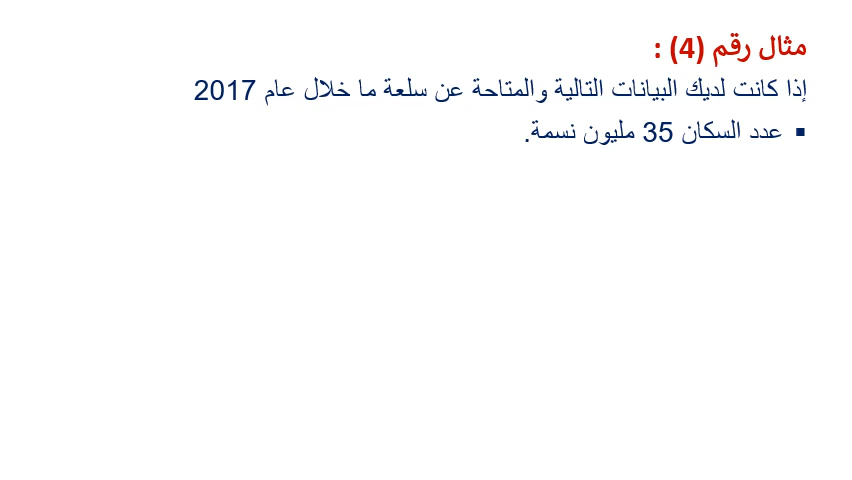 مثال رقم (4) :
إذا كانت لديك البيانات التالية والمتاحة عن سلعة ما خلال عام 2017
▪ عدد السكان 35 مليون نسمة.